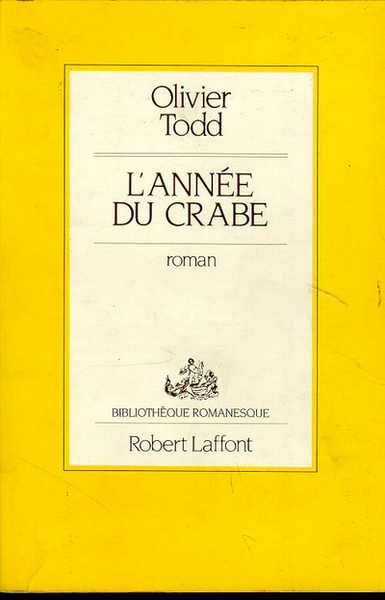 Olivier
Todd
L'ANNÉE
DU CRABE
roman
BIBLIOTHÈQUE ROMANESQUE
Robert Laffont